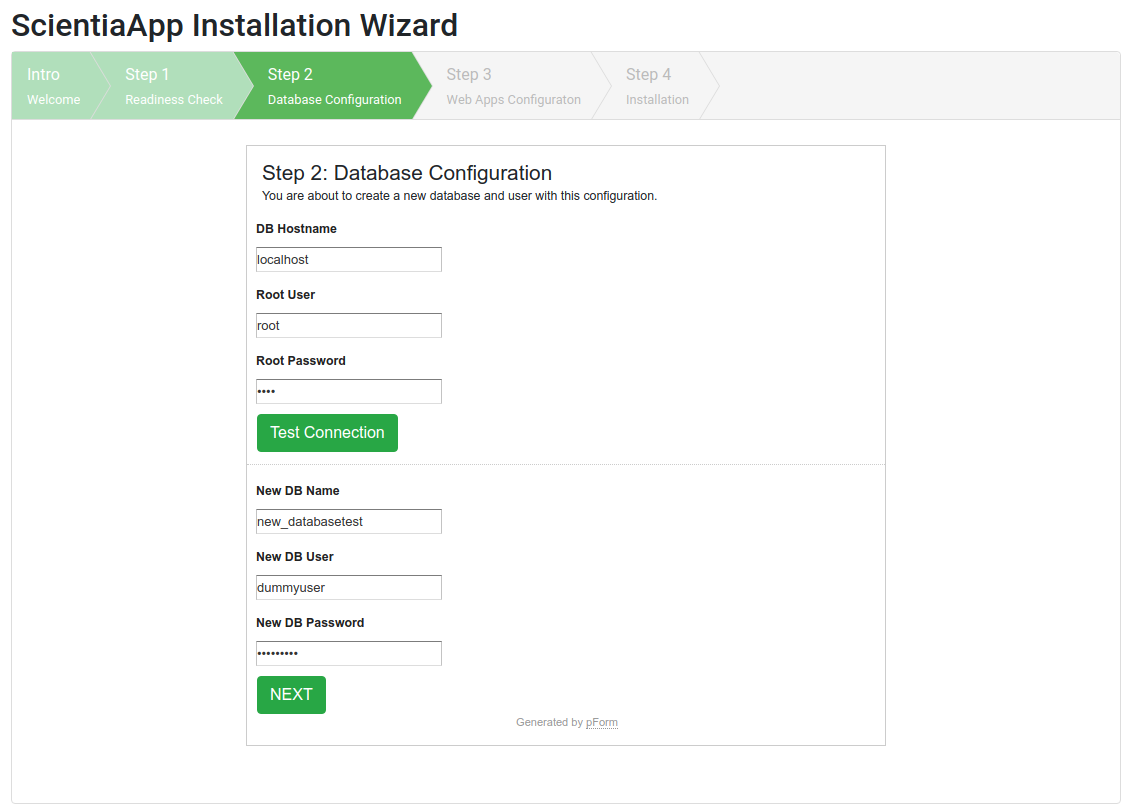 ScientiaApp Installation Wizard
Intro
Welcome
Step 1
Readiness Check
Step 2
Database Configuration
Step 3
Web Apps Configuraton
Step 4
Installation
Step 2: Database Configuration
You are about to create a new database and user with this configuration.
DB Hostname
localhost
Root User
root
Root Password
••••
Test Connection
New DB Name
new_databasetest
New DB User
dummyuser
New DB Password
•••••••••
NEXT
Generated by pForm